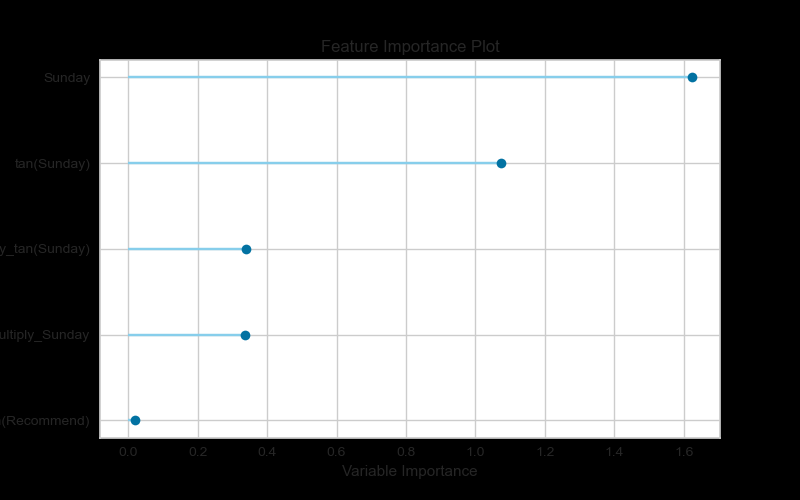 Feature Importance Plot
Sunday
tan(Sunday)
y_tan(Sunday)
ultiply_Sunday
(Recommend)
0.0 0.2 0.4 0.6 0.8 1.0 1.2 1.4 1.6
Variable Importance